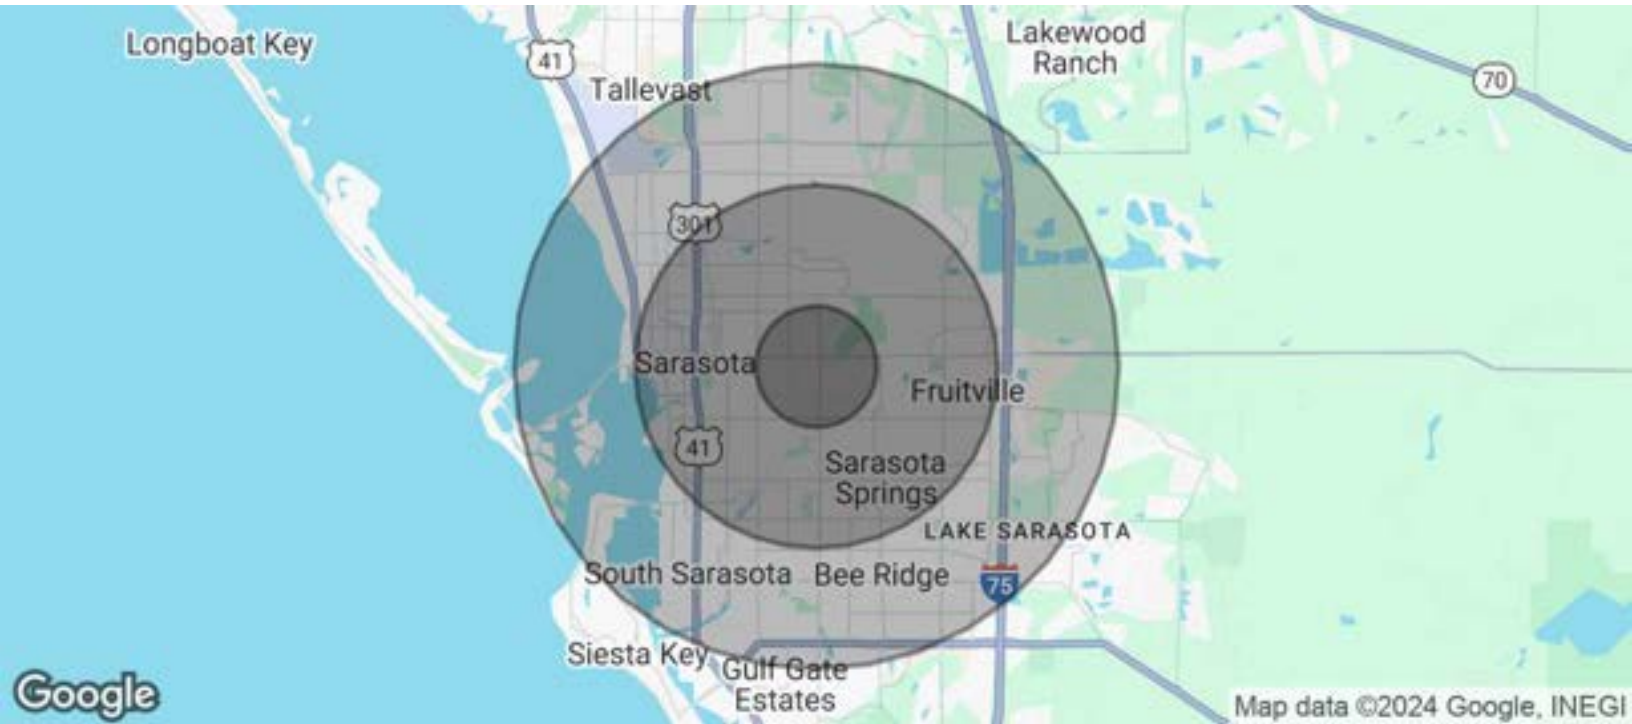 Longboat Key
41
Tallevast
Lakewood
Ranch
70
301
Sarasota
Fruitville
41
Sarasota
Springs
LAKE SARASOTA
South Sarasota
Bee Ridge
75
Siesta Key
Gulf Gate
Estates
Google
Map data ©2024 Google, INEGI